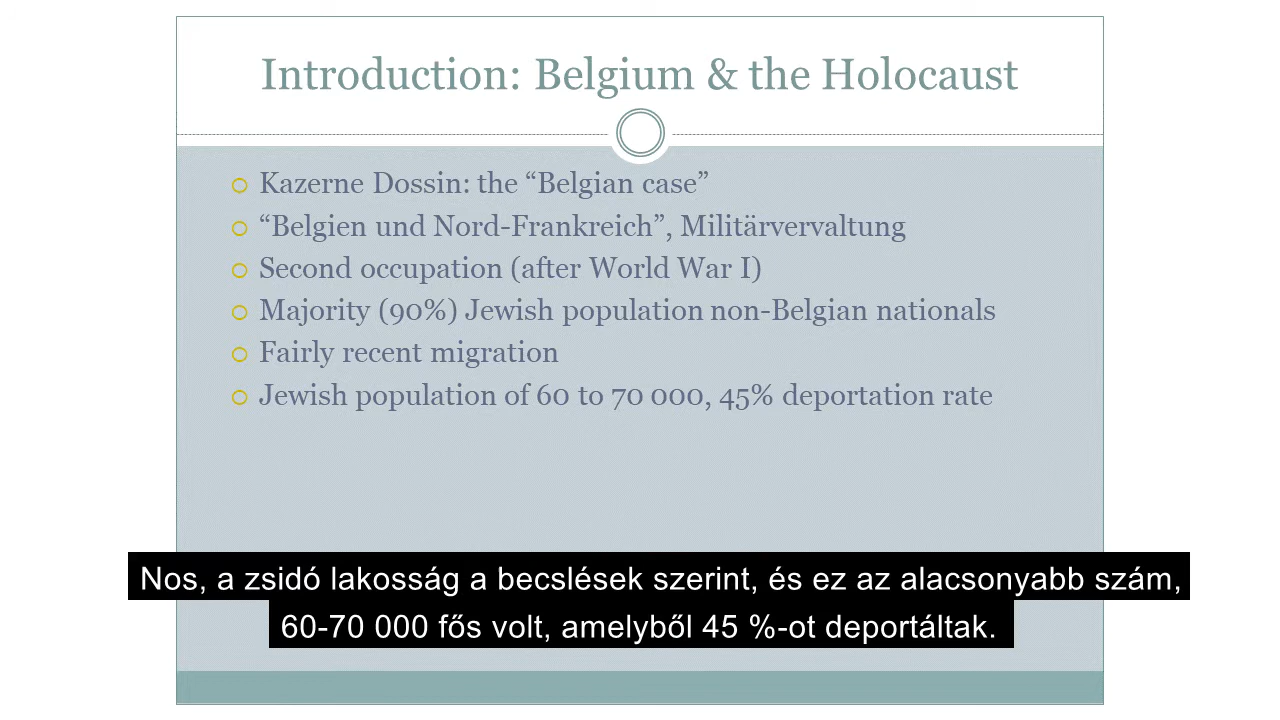 Introduction: Belgium & the Holocaust
Kazerne Dossin: the “Belgian case”
“Belgien und Nord-Frankreich”, Militärvervaltung
Second occupation (after World War I)
Majority (90%) Jewish population non-Belgian nationals
Fairly recent migration
Jewish population of 60 to 70 000, 45% deportation rate
Nos, a zsidó lakosság a becslések szerint, és ez az alacsonyabb szám,
60-70 000 fős volt, amelyből 45 %-ot deportáltak.